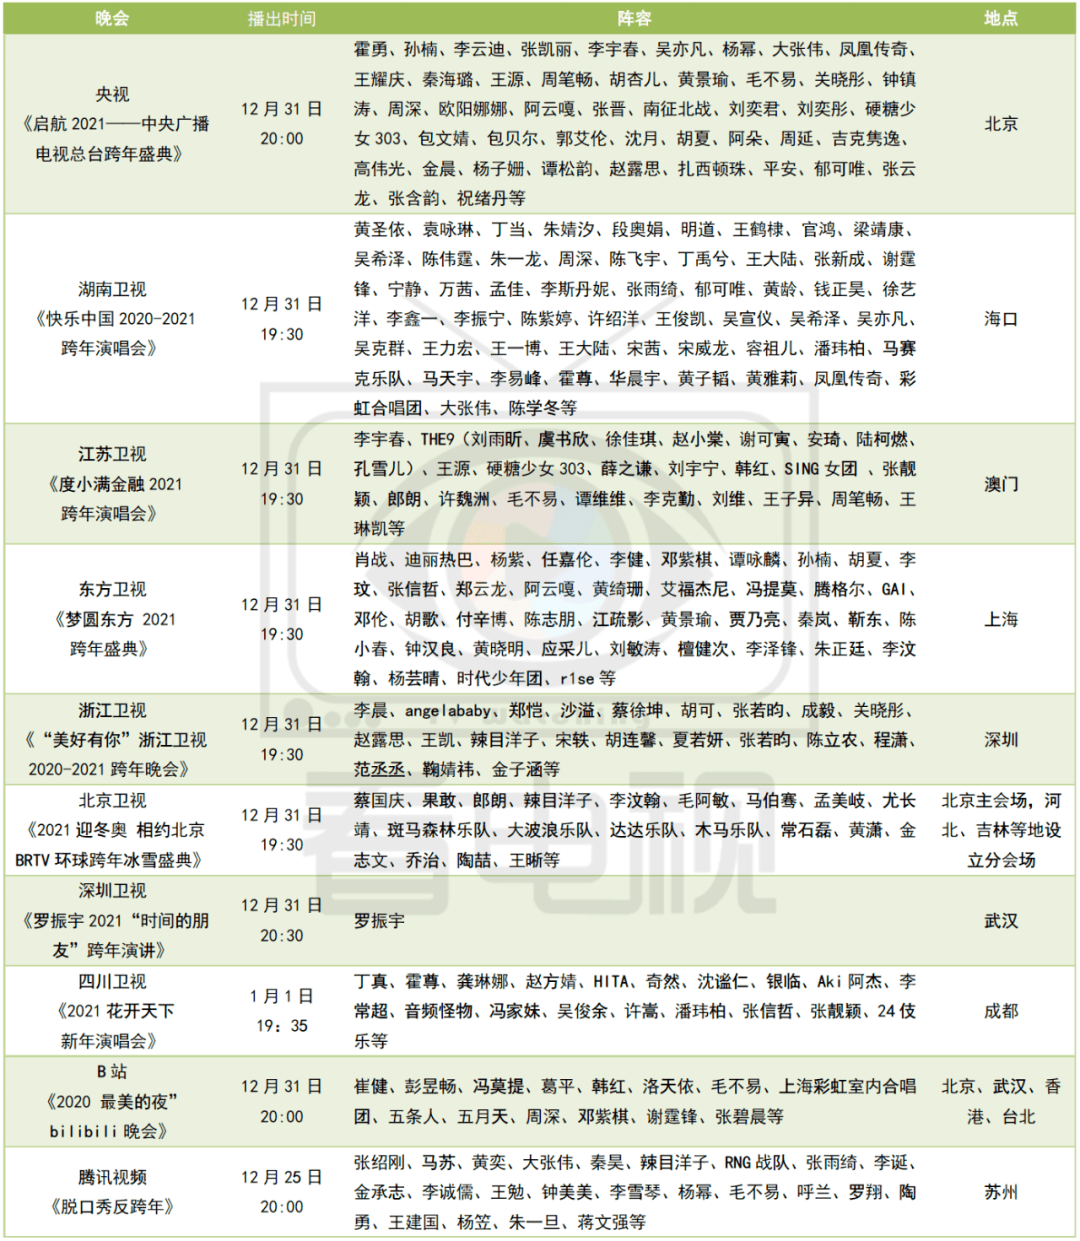 晚会 播出时间 阵容 地点
央视
《启航 2021——中央广播
电视总台跨年盛典》
12 月 31 日
20:00
霍勇、孙楠、李云迪、张凯丽、李宇春、吴亦凡、杨幂、大张伟、凤凰传奇、
王耀庆、秦海璐、王源、周笔畅、胡杏儿、黄景瑜、毛不易、关晓彤、钟镇
涛、周深、欧阳娜娜、阿云嘎、张晋、南征北战、刘奕君、刘奕彤、硬糖少
女 303、包文婧、包贝尔、郭艾伦、沈月、胡夏、阿朵、周延、吉克隽逸、
高伟光、金晨、杨子姗、谭松韵、赵露思、扎西顿珠、平安、郁可唯、张云
龙、张含韵、祝绪丹等
北京
湖南卫视
《快乐中国 2020-2021
跨年演唱会》
12 月 31 日
19:30
黄圣依、袁咏琳、丁当、朱婧汐、段奥娟、明道、王鹤棣、官鸿、梁靖康、
吴希泽、陈伟霆、朱一龙、周深、陈飞宇、丁禹兮、王大陆、张新成、谢霆
锋、宁静、万茜、孟佳、李斯丹妮、张雨绮、郁可唯、黄龄、钱正昊、徐艺
洋、李鑫一、李振宁、陈紫婷、许绍洋、王俊凯、吴宣仪、吴希泽、吴亦凡、
吴克群、王力宏、王一博、王大陆、宋茜、宋威龙、容祖儿、潘玮柏、马赛
克乐队、马天宇、李易峰、霍尊、华晨宇、黄子韬、黄雅莉、凤凰传奇、彩
虹合唱团、大张伟、陈学冬等
海口
江苏卫视
《度小满金融 2021
跨年演唱会》
12 月 31 日
19:30
李宇春、THE9（刘雨昕、虞书欣、徐佳琪、赵小棠、谢可寅、安琦、陆柯燃、
孔雪儿）、王源、硬糖少女 303、薛之谦、刘宇宁、韩红、SING 女团 、张靓
颖、郎朗、许魏洲、毛不易、谭维维、李克勤、刘维、王子异、周笔畅、王
琳凯等
澳门
东方卫视
《梦圆东方 2021
跨年盛典》
12 月 31 日
19:30
肖战、迪丽热巴、杨紫、任嘉伦、李健、邓紫棋、谭咏麟、孙楠、胡夏、李
玟、张信哲、郑云龙、阿云嘎、黄绮珊、艾福杰尼、冯提莫、腾格尔、GAI、
邓伦、胡歌、付辛博、陈志朋、江疏影、黄景瑜、贾乃亮、秦岚、靳东、陈
小春、钟汉良、黄晓明、应采儿、刘敏涛、檀健次、李泽锋、朱正廷、李汶
翰、杨芸晴、时代少年团、r1se 等
上海
浙江卫视
《“美好有你”浙江卫视
2020-2021 跨年晚会》
12 月 31 日
19:30
李晨、angelababy、郑恺、沙溢、蔡徐坤、胡可、张若昀、成毅、关晓彤、
赵露思、王凯、辣目洋子、宋轶、胡连馨、夏若妍、张若昀、陈立农、程潇、
范丞丞、鞠婧祎、金子涵等
深圳
北京卫视
《2021 迎冬奥 相约北京
BRTV 环球跨年冰雪盛典》
12 月 31 日
19:30
蔡国庆、果敢、郎朗、辣目洋子、李汶翰、毛阿敏、马伯骞、孟美岐、尤长
靖、斑马森林乐队、大波浪乐队、达达乐队、木马乐队、常石磊、黄潇、金
志文、乔治、陶喆、王晰等
北京主会场，河
北、吉林等地设
立分会场
深圳卫视
《罗振宇 2021“时间的朋
友”跨年演讲》
12 月 31 日
20:30
罗振宇
武汉
四川卫视
《2021 花开天下
新年演唱会》
1 月 1 日
19：35
丁真、霍尊、龚琳娜、赵方婧、HITA、奇然、沈谧仁、银临、Aki 阿杰、李
常超、音频怪物、冯家妹、吴俊余、许嵩、潘玮柏、张信哲、张靓颖、24 伎
乐等
成都
B 站
《2020 最美的夜”
bilibili 晚会》
12 月 31 日
20:00
崔健、彭昱畅、冯莫提、葛平、韩红、洛天依、毛不易、上海彩虹室内合唱
团、五条人、五月天、周深、邓紫棋、谢霆锋、张碧晨等
北京、武汉、香
港、台北
腾讯视频
《脱口秀反跨年》
12 月 25 日
20:00
张绍刚、马苏、黄奕、大张伟、秦昊、辣目洋子、RNG 战队、张雨绮、李诞、
金承志、李诚儒、王勉、钟美美、李雪琴、杨幂、毛不易、呼兰、罗翔、陶
勇、王建国、杨笠、朱一旦、蒋文强等
苏州
TV watching
看电视